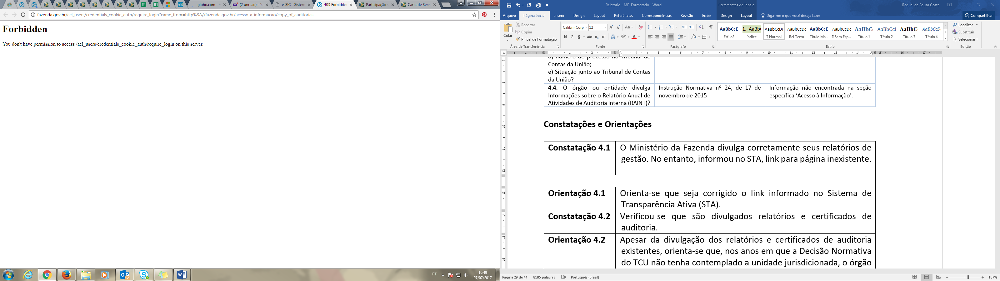 globo.com - A
(2 unread) - Y
e-SIC - Sistem
403 Forbidden
Participação s
Carta de Serv
fazenda.gov.br/acl_users/credentials_cookie_auth/require_login?came_from=http%3A//fazenda.gov.br/acesso-a-informacao/copy_of_auditorias
Forbidden
You don't have permission to access /acl_users/credentials_cookie_auth/require_login on this server.
PT
10:49
07/07/2017
Relatório - MF Formatado - Word
Ferramentas de Tabela
Raquel de Souza Costa
Arquivo Página Inicial Inserir Design Layout Referências Correspondências Revisão Exibir Design Layout Diga-me o que você deseja fazer Compartilhar
Colar
Recortar
Copiar
Pincel de Formatação
Área de Transferência
Calibri (Corp 12
N I S abc x₂ x²
Fonte
Parágrafo
AaBbCcD 1. AaBb AaBbCcDc AaBbCcDc AaBbCcD AaBbCcDc AaBbC AaBbCcI AaBbC AaBbCcD
Estilo2 índice ¶ Normal Rel Texto Título Ma... ¶ Sem Esp... Título 1 Título 2 Título 3 Título 4
Estilo
Localizar
Substituir
Selecionar
Edição
d) número do processo no Tribunal de
Contas da União;
e) Situação junto ao Tribunal de Contas
da União?
4.4. O órgão ou entidade divulga
Informações sobre o Relatório Anual de
Atividades de Auditoria Interna (RAINT)?
Instrução Normativa nº 24, de 17 de
novembro de 2015
Informação não encontrada na seção
específica ‘Acesso à Informação’.
Constatações e Orientações
Constatação 4.1
O Ministério da Fazenda divulga corretamente seus relatórios de
gestão. No entanto, informou no STA, link para página inexistente.
Orientação 4.1
Orienta-se que seja corrigido o link informado no Sistema de
Transparência Ativa (STA).
Constatação 4.2
Verificou-se que são divulgados relatórios e certificados de
auditoria.
Orientação 4.2
Apesar da divulgação dos relatórios e certificados de auditoria
existentes, orienta-se que, nos anos em que a Decisão Normativa
do TCU não tenha contemplado a unidade jurisdicionada, o órgão
Página 29 de 44 8185 palavras Português (Brasil)
187%